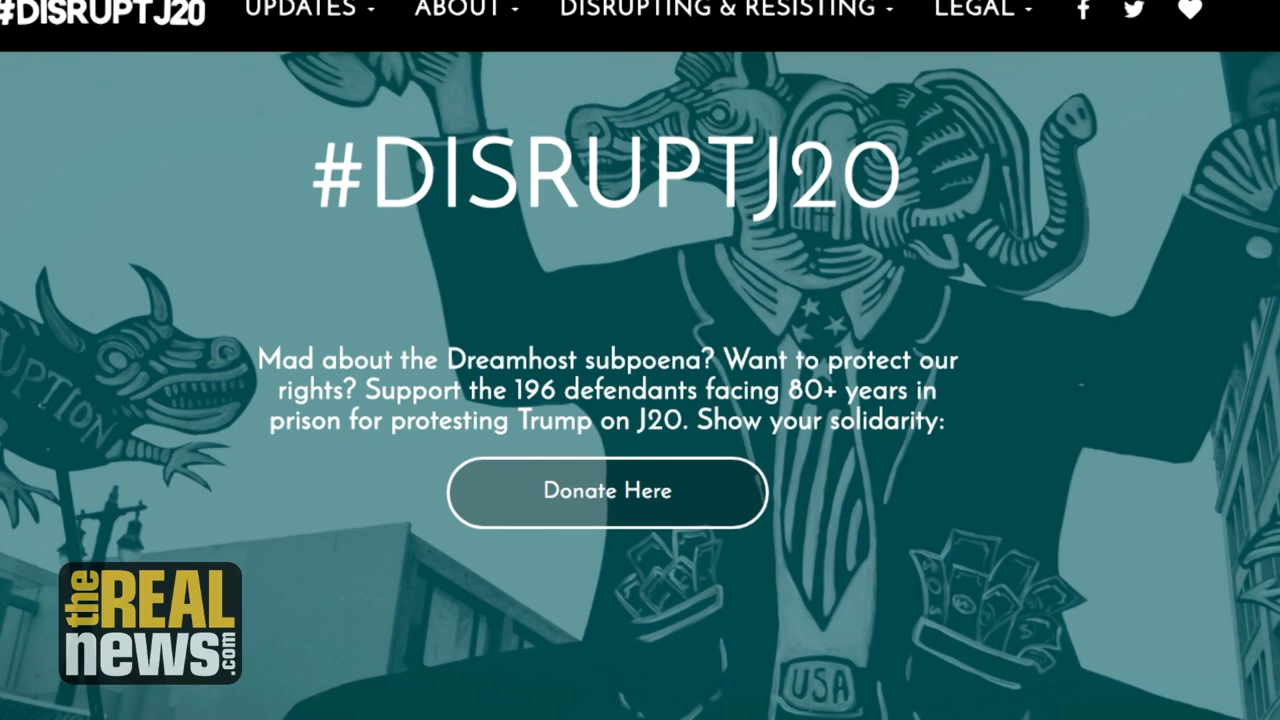 #DISRUPTJ20 UPDATES ABOUT DISRUPTING & RESISTING LEGAL
#DISRUPTJ20
Mad about the Dreamhost subpoena? Want to protect our
rights? Support the 196 defendants facing 80+ years in
prison for protesting Trump on J20. Show your solidarity:
Donate Here
UPTION
USA
the REAL
news.com